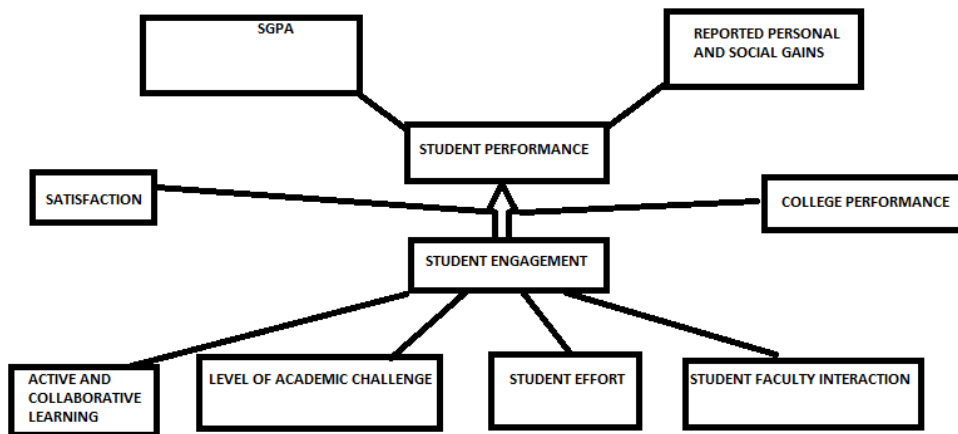 SGPA
REPORTED PERSONAL
AND SOCIAL GAINS
STUDENT PERFORMANCE
SATISFACTION
COLLEGE PERFORMANCE
STUDENT ENGAGEMENT
ACTIVE AND
COLLABORATIVE
LEARNING
LEVEL OF ACADEMIC CHALLENGE
STUDENT EFFORT
STUDENT FACULTY INTERACTION